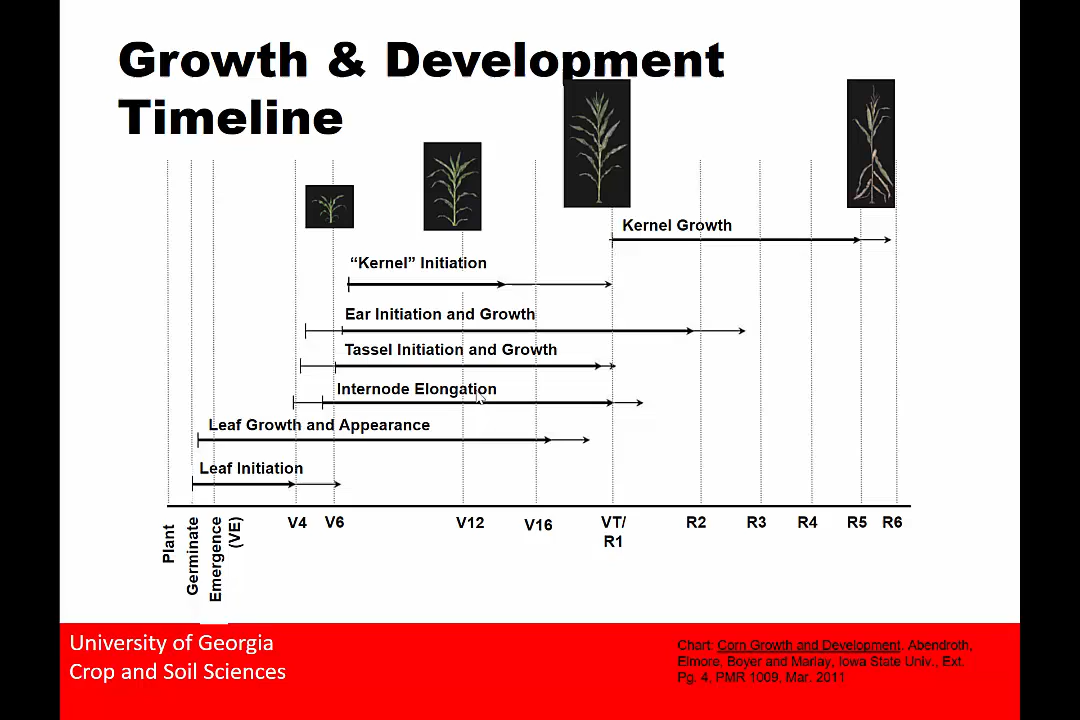 Growth & Development
Timeline
Kernel Growth
“Kernel” Initiation
Ear Initiation and Growth
Tassel Initiation and Growth
Internode Elongation
Leaf Growth and Appearance
Leaf Initiation
Plant
Germinate
Emergence
(VE)
V4
V6
V12
V16
VT/
R1
R2
R3
R4
R5
R6
University of Georgia
Crop and Soil Sciences
Chart: Corn Growth and Development. Abendroth,
Elmore, Boyer and Marlay, Iowa State Univ., Ext.
Pg. 4, PMR 1009, Mar. 2011